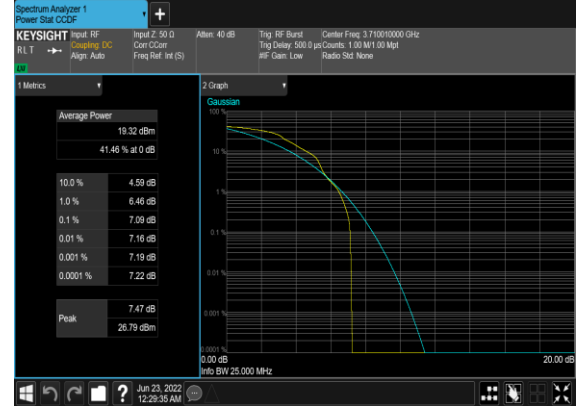 Spectrum Analyzer 1
Power Stat CCDF
KEYSIGHT
RLT
LXI
Input: RF
Coupling: DC
Align: Auto
Input Z: 50 Ω
Corr CCorr
Freq Ref: Int (S)
Atten: 40 dB
Trig: RF Burst
Trig Delay: 500.0 µs
#IF Gain: Low
Center Freq: 3.710010000 GHz
Counts: 1.00 M/1.00 Mpt
Radio Std: None
1 Metrics
Average Power
19.32 dBm
41.46 % at 0 dB
10.0 % 4.59 dB
1.0 % 6.46 dB
0.1 % 7.09 dB
0.01 % 7.16 dB
0.001 % 7.19 dB
0.0001 % 7.22 dB
Peak
7.47 dB
26.79 dBm
2 Graph
Gaussian
100 %
10 %
1 %
0.1 %
0.01 %
0.001 %
0.0001 %
0.00 dB
20.00 dB
Info BW 25.000 MHz
?
Jun 23, 2022
12:29:35 AM